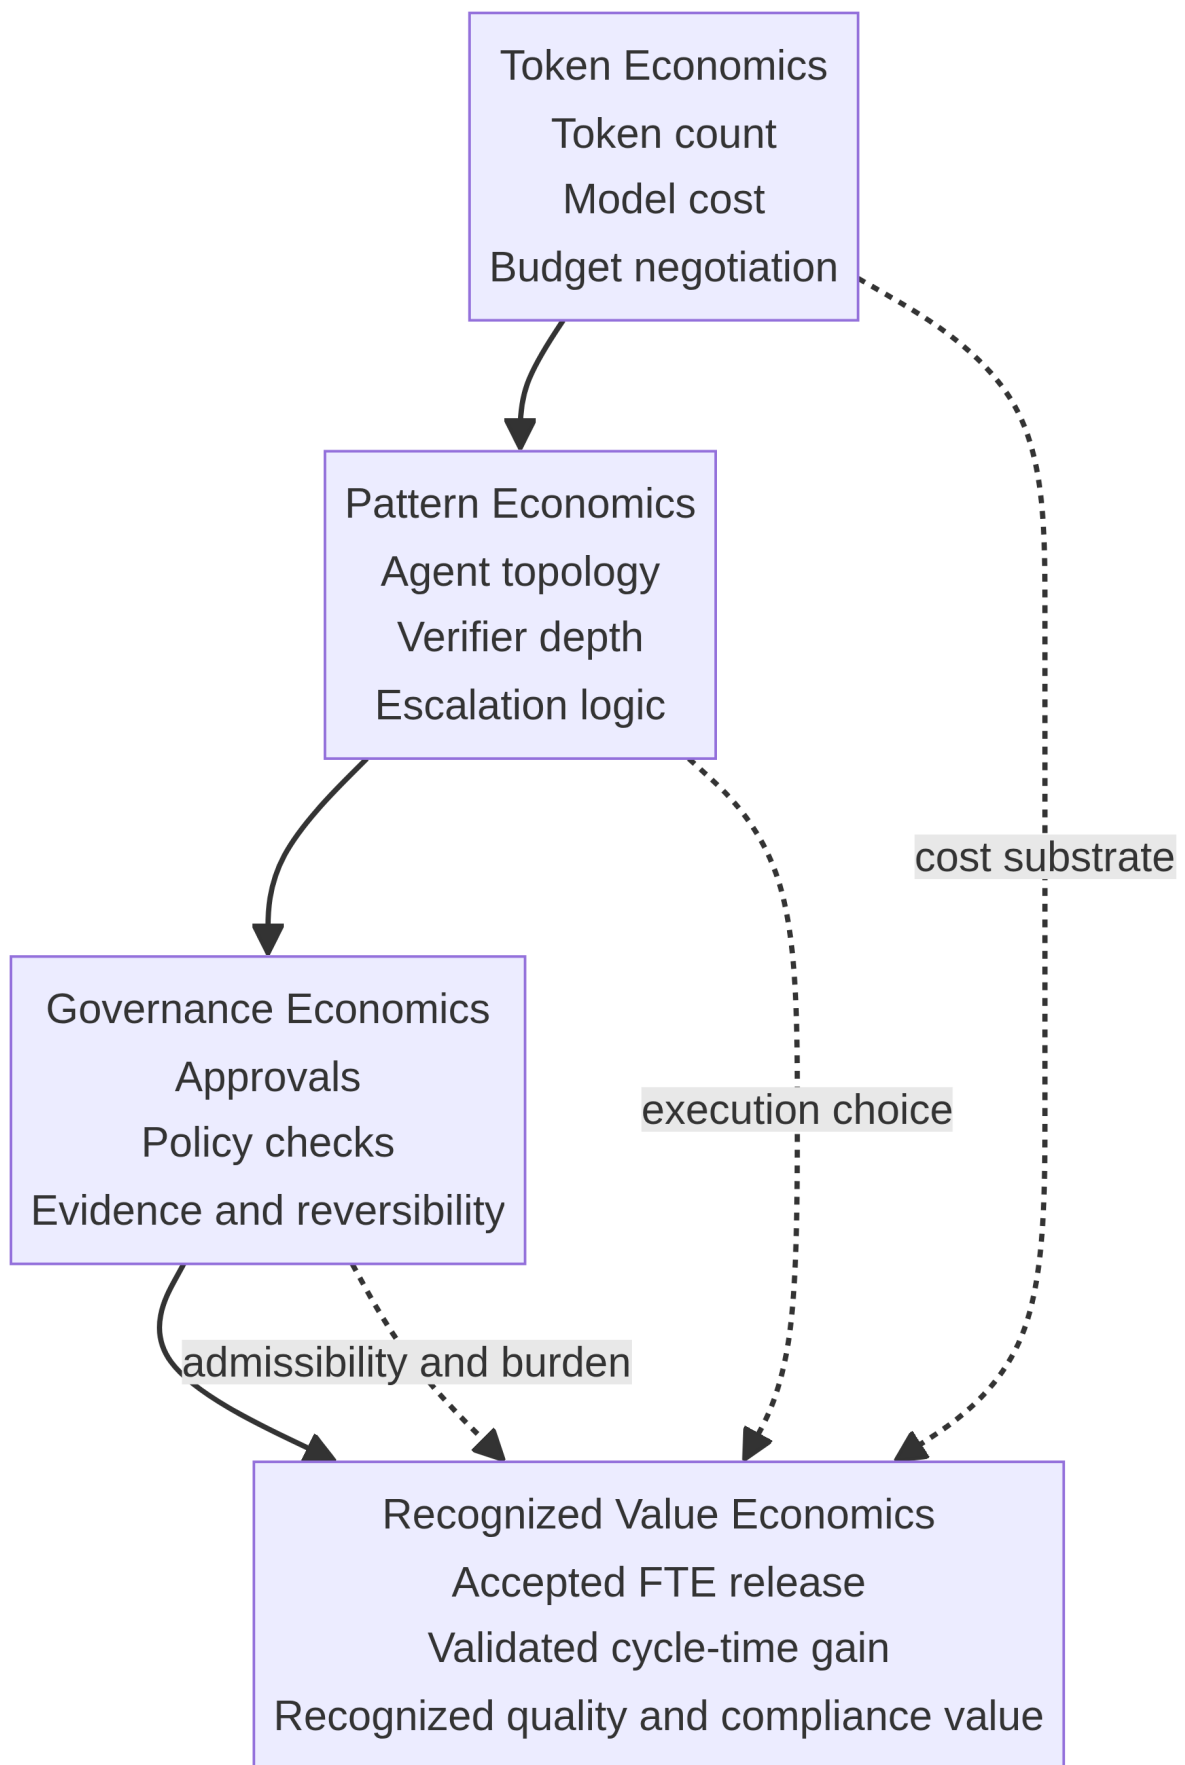 Token Economics
Token count
Model cost
Budget negotiation
Pattern Economics
Agent topology
Verifier depth
Escalation logic
cost substrate
Governance Economics
Approvals
Policy checks
Evidence and reversibility
execution choice
admissibility and burden
Recognized Value Economics
Accepted FTE release
Validated cycle-time gain
Recognized quality and compliance value